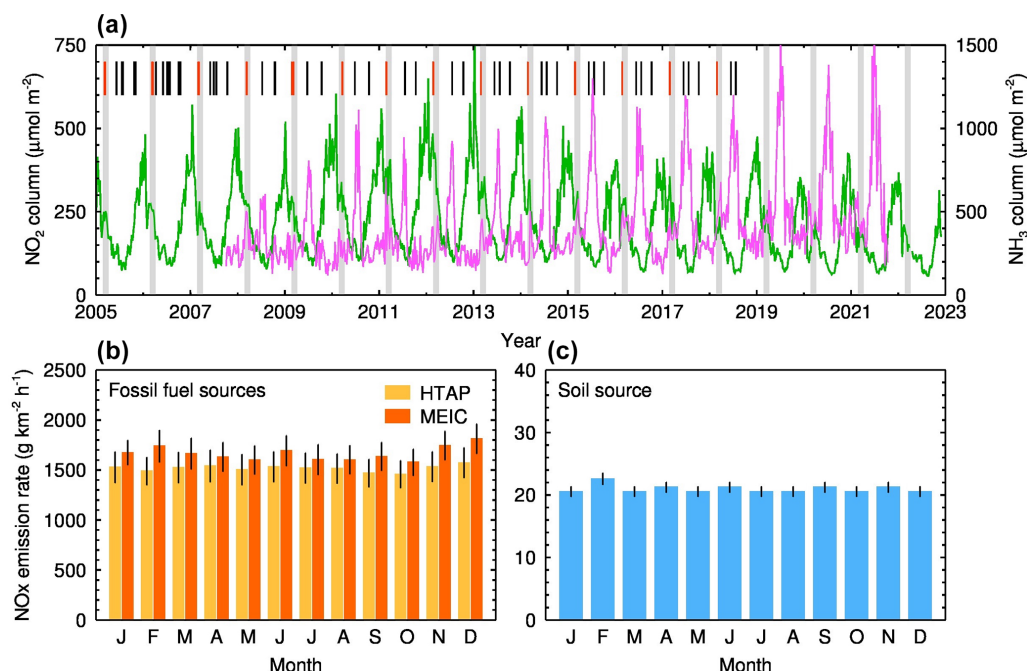 (a)
750
500
250
0
NO₂ column (µmol m⁻²)
1500
1000
500
0
NH₃ column (µmol m⁻²)
2005 2007 2009 2011 2013 2015 2017 2019 2021 2023
Year
(b)
2500
2000
1500
1000
500
0
NOx emission rate (g km⁻² h⁻¹)
Fossil fuel sources
HTAP
MEIC
J F M A M J J A S O N D
Month
(c)
40
30
20
10
0
Soil source
J F M A M J J A S O N D
Month